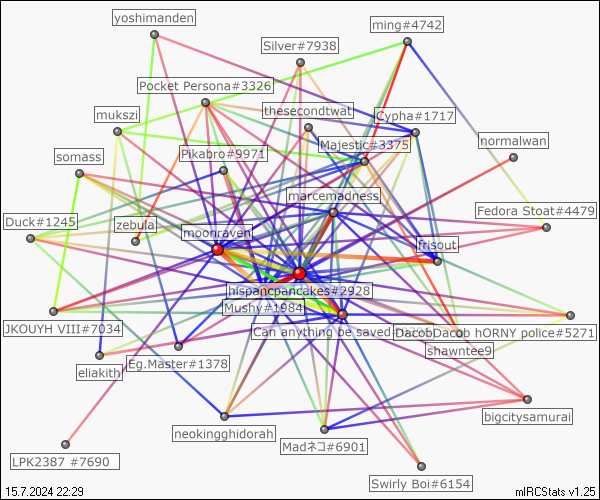 yoshimanden
ming#4742
Silver#7938
Pocket Persona#3326
thesecondtwat
mukszi
Cypha#1717
Majestic#3375
normalwan
somass
Pikabro#9971
marcemadness
Fedora Stoat#4479
Duck#1245
zebula
moonraven
frisout
hispancpancakes#2928
Mushy#1984
JKOUYH VIII#7034
Can anything be saved
hORNY police#5271
shawntee9
Eg.Master#1378
eliakith
bigcitysamurai
neokingghidorah
Madネコ#6901
LPK2387 #7690
Swirly Boi#6154
15.7.2024 22:29
mIRCStats v1.25